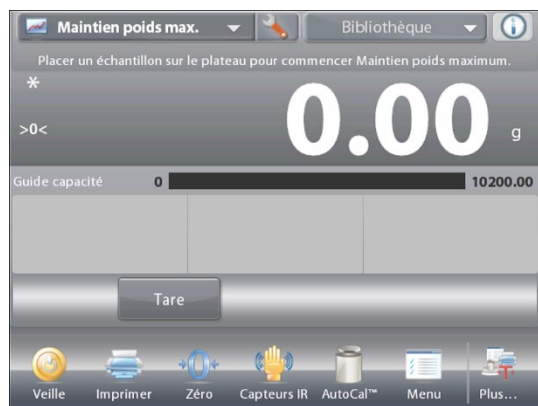 Maintien poids max. Bibliothèque
Placer un échantillon sur le plateau pour commencer Maintien poids maximum.
*
0.00 g
>0<
Guide capacité 0 10200.00
Tare
Veille Imprimer Zéro Capteurs IR AutoCal™ Menu Plus...